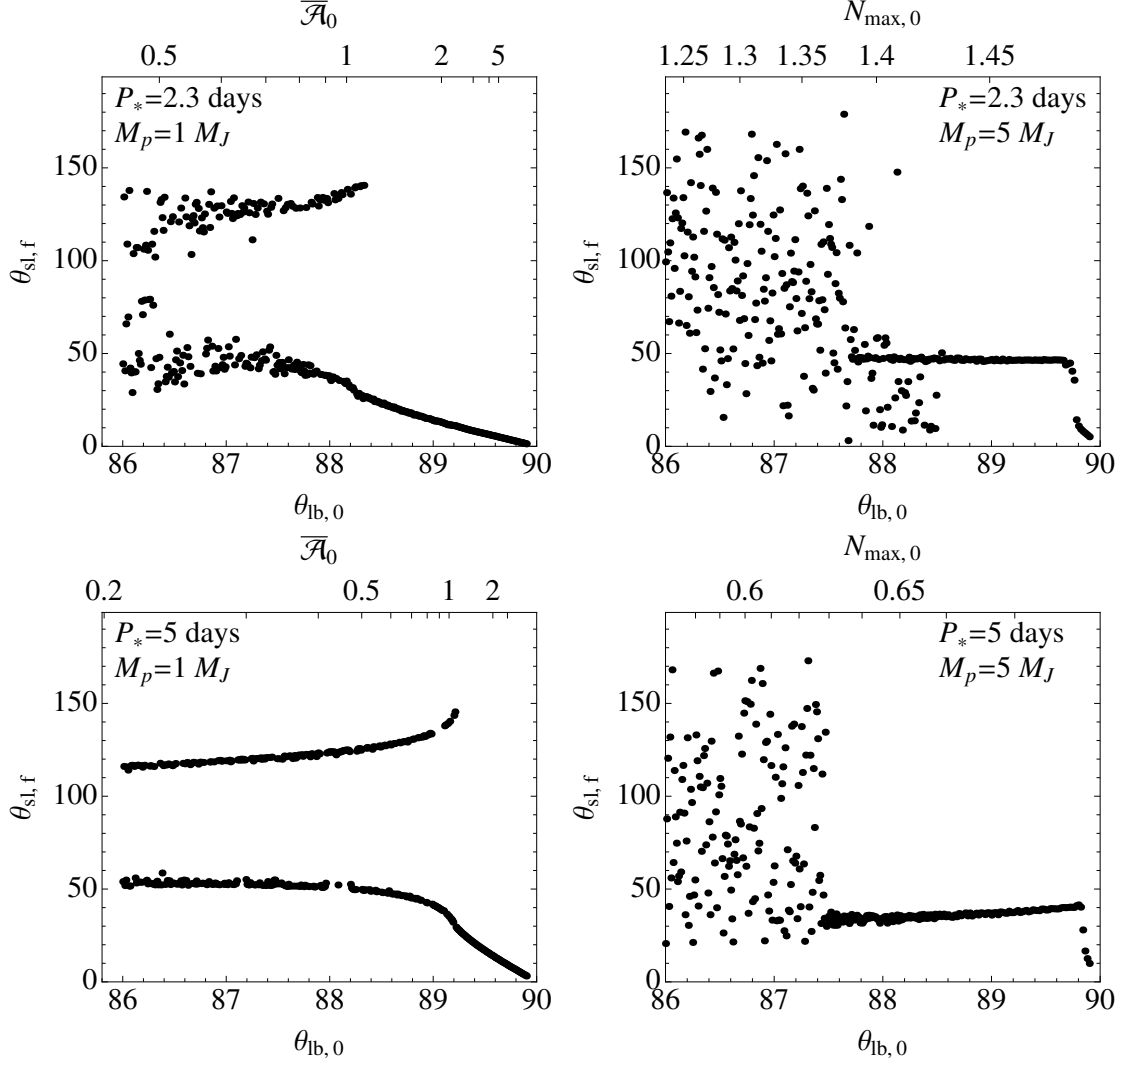 𝒜̅₀
0.5 1 2 5
P*=2.3 days
Mp=1 MJ
θsl,f
150
100
50
0
86 87 88 89 90
θlb,0
Nmax,0
1.25 1.3 1.35 1.4 1.45
P*=2.3 days
Mp=5 MJ
θsl,f
150
100
50
0
86 87 88 89 90
θlb,0
𝒜̅₀
0.2 0.5 1 2
P*=5 days
Mp=1 MJ
θsl,f
150
100
50
0
86 87 88 89 90
θlb,0
Nmax,0
0.6 0.65
P*=5 days
Mp=5 MJ
θsl,f
150
100
50
0
86 87 88 89 90
θlb,0